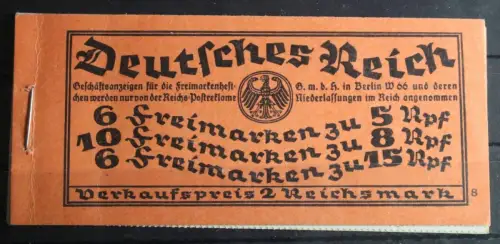 Deutsches Reich
Geschäftsanzeigen für die Freimarkenheft-
chen werden nur von der Reichs-Postreklame
G. m. b. H. in Berlin W 66 und deren
Niederlassungen im Reich angenommen
6 Freimarken zu 5 Rpf
10 Freimarken zu 8 Rpf
6 Freimarken zu 15 Rpf
Verkaufspreis 2 Reichsmark
8